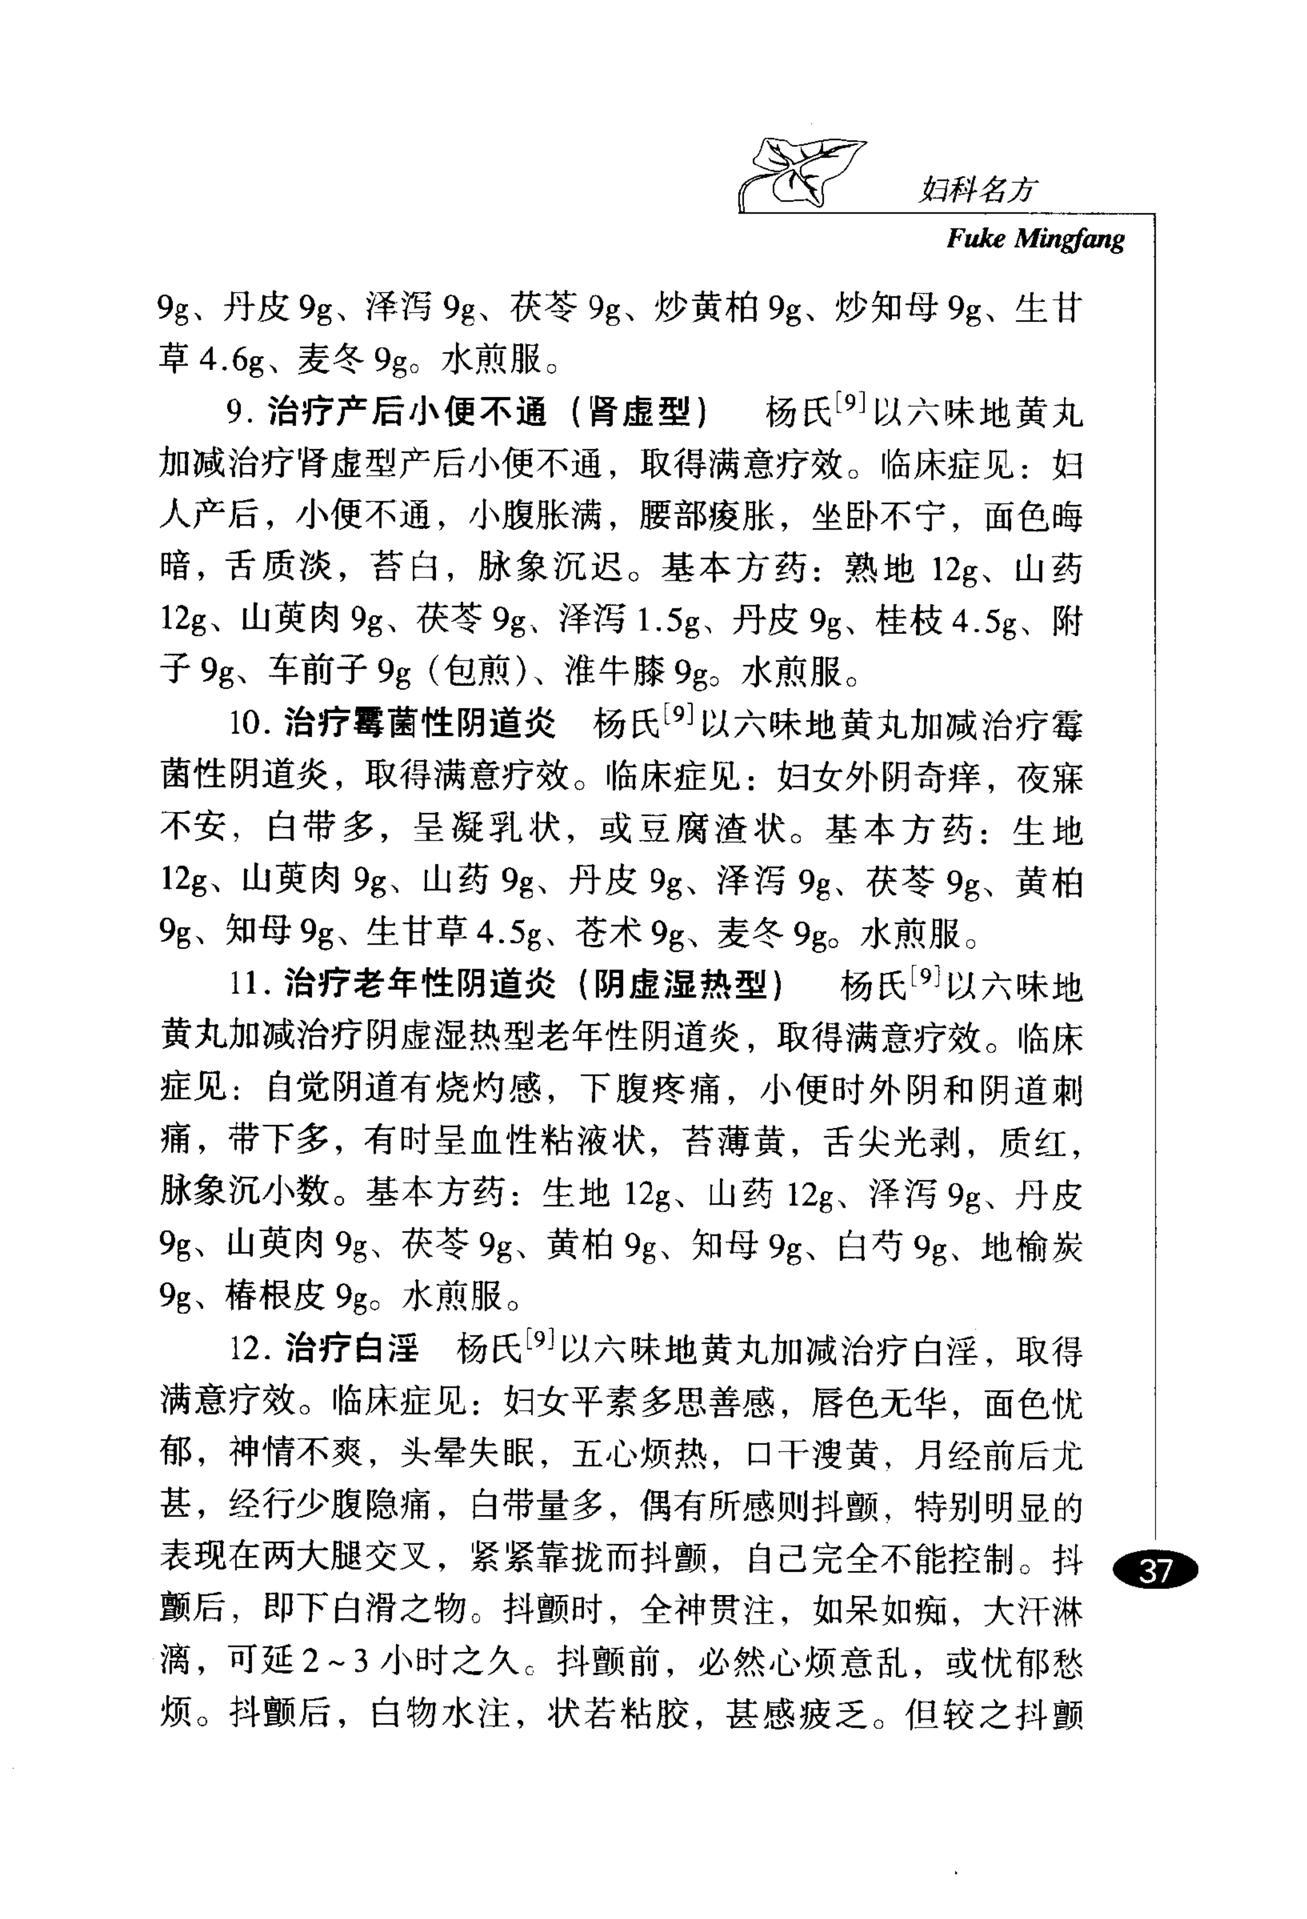 妇科名方
Fuke Mingfang
9g、丹皮 9g、泽泻 9g、茯苓 9g、炒黄柏 9g、炒知母 9g、生甘
草 4.6g、麦冬 9g。水煎服。
9. 治疗产后小便不通（肾虚型） 杨氏[9]以六味地黄丸
加减治疗肾虚型产后小便不通，取得满意疗效。临床症见：妇
人产后，小便不通，小腹胀满，腰部痠胀，坐卧不宁，面色晦
暗，舌质淡，苔白，脉象沉迟。基本方药：熟地 12g、山药
12g、山萸肉 9g、茯苓 9g、泽泻 1.5g、丹皮 9g、桂枝 4.5g、附
子 9g、车前子 9g（包煎）、淮牛膝 9g。水煎服。
10. 治疗霉菌性阴道炎 杨氏[9]以六味地黄丸加减治疗霉
菌性阴道炎，取得满意疗效。临床症见：妇女外阴奇痒，夜寐
不安，白带多，呈凝乳状，或豆腐渣状。基本方药：生地
12g、山萸肉 9g、山药 9g、丹皮 9g、泽泻 9g、茯苓 9g、黄柏
9g、知母 9g、生甘草 4.5g、苍术 9g、麦冬 9g。水煎服。
11. 治疗老年性阴道炎（阴虚湿热型） 杨氏[9]以六味地
黄丸加减治疗阴虚湿热型老年性阴道炎，取得满意疗效。临床
症见：自觉阴道有烧灼感，下腹疼痛，小便时外阴和阴道刺
痛，带下多，有时呈血性粘液状，苔薄黄，舌尖光剥，质红，
脉象沉小数。基本方药：生地 12g、山药 12g、泽泻 9g、丹皮
9g、山萸肉 9g、茯苓 9g、黄柏 9g、知母 9g、白芍 9g、地榆炭
9g、椿根皮 9g。水煎服。
12. 治疗白淫 杨氏[9]以六味地黄丸加减治疗白淫，取得
满意疗效。临床症见：妇女平素多思善感，唇色无华，面色忧
郁，神情不爽，头晕失眠，五心烦热，口干溲黄，月经前后尤
甚，经行少腹隐痛，白带量多，偶有所感则抖颤，特别明显的
表现在两大腿交叉，紧紧靠拢而抖颤，自己完全不能控制。抖
颤后，即下白滑之物。抖颤时，全神贯注，如呆如痴，大汗淋
漓，可延 2～3 小时之久。抖颤前，必然心烦意乱，或忧郁愁
烦。抖颤后，白物水注，状若粘胶，甚感疲乏。但较之抖颤
37